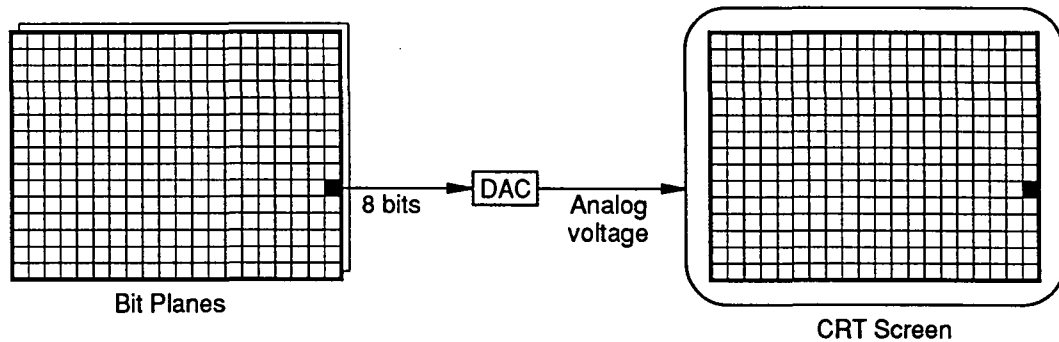 8 bits
DAC
Analog
voltage
Bit Planes
CRT Screen